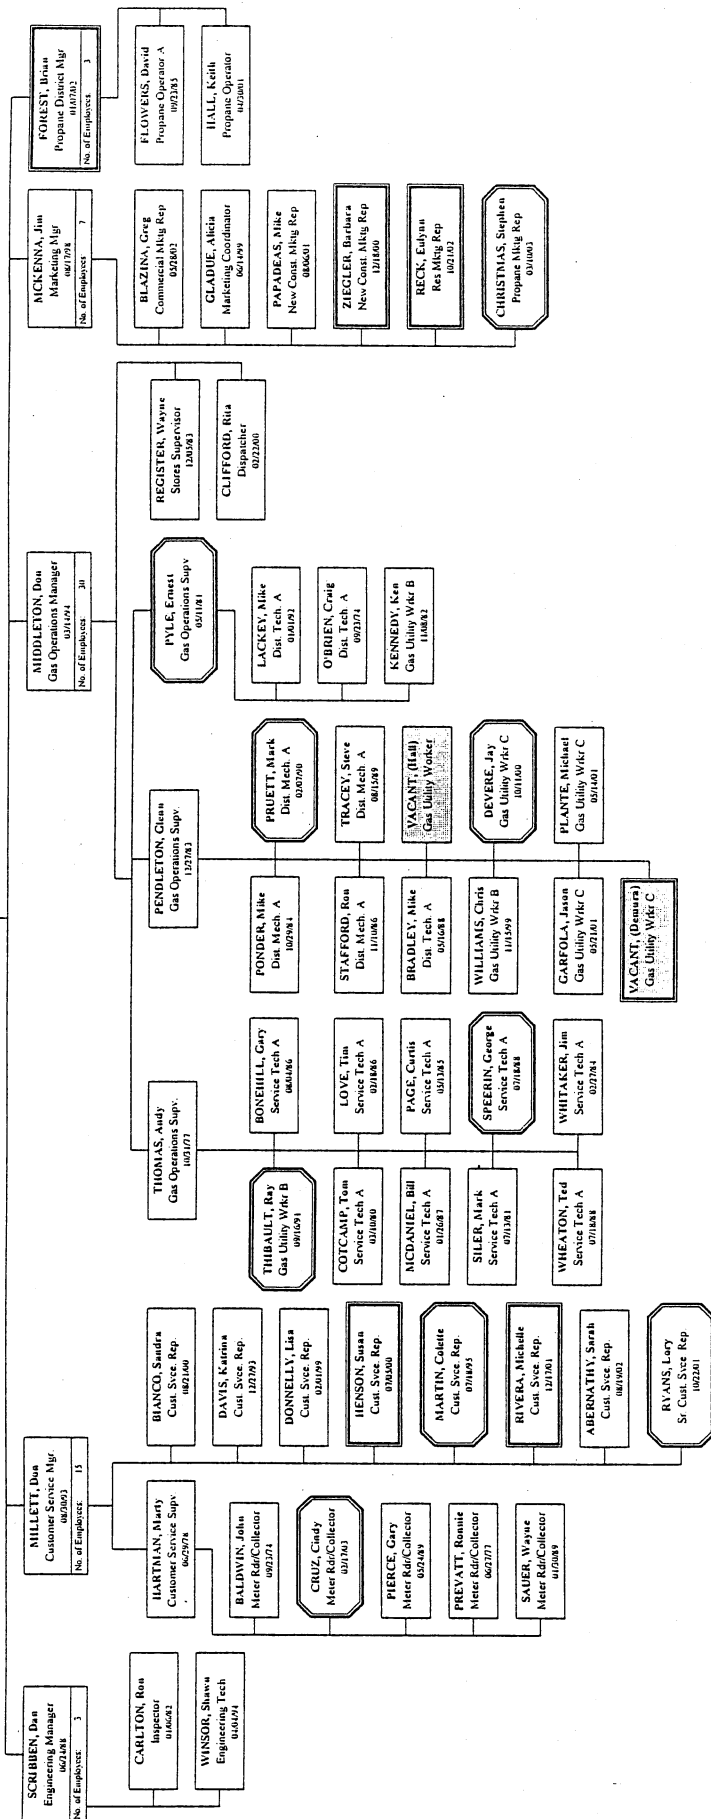 SCRIBBEN, Dan
Engineering Manager
06/24/88
No. of Employees: 3
CARLTON, Ron
Inspector
01/06/82
WINSOR, Shawn
Engineering Tech
04/04/94
MILLETT, Don
Customer Service Mgr.
08/30/93
No. of Employees: 15
HARTMAN, Marty
Customer Service Supv
06/29/78
BALDWIN, John
Meter Rdr/Collector
09/23/74
CRUZ, Cindy
Meter Rdr/Collector
02/17/03
PIERCE, Gary
Meter Rdr/Collector
05/24/89
PREVATT, Ronnie
Meter Rdr/Collector
06/27/77
SAUER, Wayne
Meter Rdr/Collector
01/30/89
BIANCO, Sandra
Cust. Svce. Rep.
08/21/00
DAVIS, Katrina
Cust. Svce. Rep.
12/27/93
DONNELLY, Lisa
Cust. Svce. Rep.
02/01/99
HENSON, Susan
Cust. Svce. Rep.
07/03/00
MARTIN, Colette
Cust. Svce. Rep.
07/18/95
RIVERA, Michelle
Cust. Svce. Rep.
12/17/01
ABERNATHY, Sarah
Cust. Svce. Rep.
08/19/02
RYANS, Lory
Sr. Cust. Svce Rep.
10/22/01
MIDDLETON, Don
Gas Operations Manager
03/14/94
No. of Employees: 30
THOMAS, Andy
Gas Operations Supv.
10/31/77
THIBAULT, Ray
Gas Utility Wrkr B
09/16/91
BONEHILL, Gary
Service Tech A
08/04/86
COTCAMP, Tom
Service Tech A
03/10/80
LOVE, Tim
Service Tech A
02/18/86
MCDANIEL, Bill
Service Tech A
01/26/87
PAGE, Curtis
Service Tech A
05/13/85
SILER, Mark
Service Tech A
07/13/81
SPEERIN, George
Service Tech A
07/18/88
WHEATON, Ted
Service Tech A
07/18/88
WHITAKER, Jim
Service Tech A
02/27/84
PENDLETON, Glenn
Gas Operations Supv.
12/27/83
PONDER, Mike
Dist. Mech. A
10/29/84
PRUETT, Mark
Dist. Mech. A
02/07/90
STAFFORD, Ron
Dist. Mech. A
11/10/86
TRACEY, Steve
Dist. Mech. A
08/15/89
BRADLEY, Mike
Dist. Tech. A
05/16/88
VACANT, (Hall)
Gas Utility Worker
WILLIAMS, Chris
Gas Utility Wrkr B
11/15/99
DEVERE, Jay
Gas Utility Wrkr C
10/11/00
GARFOLA, Jason
Gas Utility Wrkr C
05/21/01
PLANTE, Michael
Gas Utility Wrkr C
05/14/01
VACANT, (Demura)
Gas Utility Wrkr C
PYLE, Ernest
Gas Operations Supv
05/11/81
LACKEY, Mike
Dist. Tech. A
01/01/92
O'BRIEN, Craig
Dist. Tech. A
09/23/74
KENNEDY, Ken
Gas Utility Wrkr B
11/08/82
REGISTER, Wayne
Stores Supervisor
12/05/83
CLIFFORD, Rita
Dispatcher
02/22/00
MCKENNA, Jim
Marketing Mgr
08/17/98
No. of Employees: 7
BLAZINA, Greg
Commercial Mktg Rep
05/28/02
GLADUE, Alicia
Marketing Coordinator
06/14/99
PAPADEAS, Mike
New Const. Mktg Rep
08/06/01
ZIEGLER, Barbara
New Const. Mktg Rep
12/18/00
RECK, Eulynn
Res Mktg Rep
10/21/02
CHRISTMAS, Stephen
Propane Mktg Rep
03/10/03
FOREST, Brian
Propane District Mgr
01/07/02
No. of Employees: 3
FLOWERS, David
Propane Operator A
09/23/85
HALL, Keith
Propane Operator
04/30/01